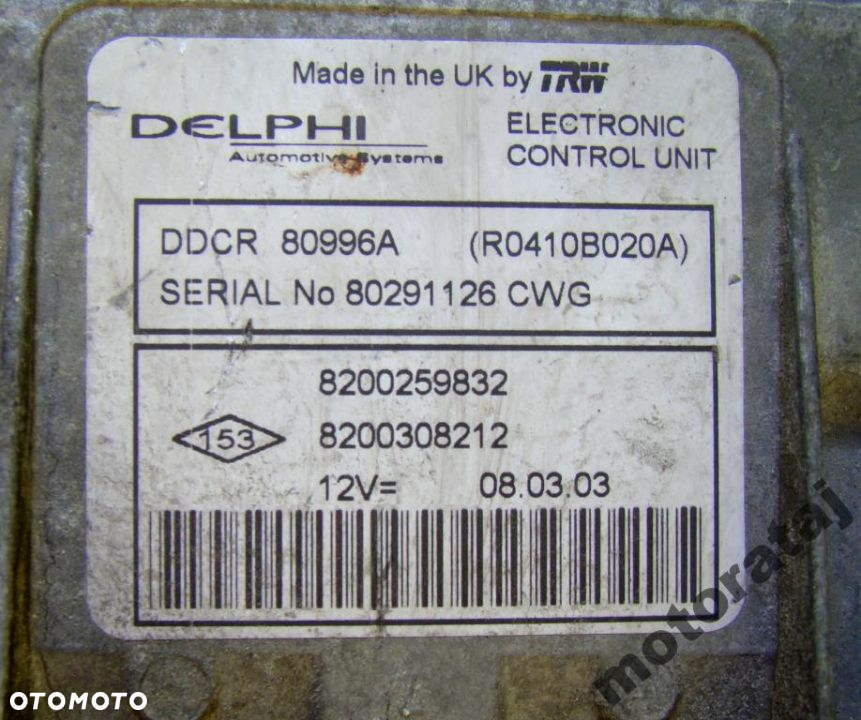 Made in the UK by TRW
DELPHI
Automotive Systems
ELECTRONIC
CONTROL UNIT
DDCR 80996A (R0410B020A)
SERIAL No 80291126 CWG
8200259832
153
8200308212
12V= 08.03.03
motorataj
OTOMOTO